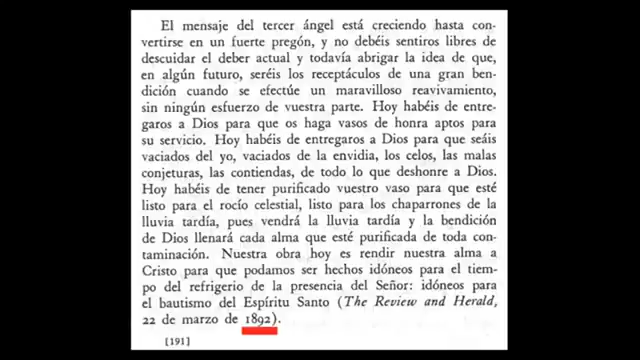 El mensaje del tercer ángel está creciendo hasta con-
vertirse en un fuerte pregón, y no debéis sentiros libres de
descuidar el deber actual y todavía abrigar la idea de que,
en algún futuro, seréis los receptáculos de una gran ben-
dición cuando se efectúe un maravilloso reavivamiento,
sin ningún esfuerzo de vuestra parte. Hoy habéis de entre-
garos a Dios para que os haga vasos de honra aptos para
su servicio. Hoy habéis de entregaros a Dios para que seáis
vaciados del yo, vaciados de la envidia, los celos, las malas
conjeturas, las contiendas, de todo lo que deshonre a Dios.
Hoy habéis de tener purificado vuestro vaso para que esté
listo para el rocío celestial, listo para los chaparrones de la
lluvia tardía, pues vendrá la lluvia tardía y la bendición
de Dios llenará cada alma que esté purificada de toda con-
taminación. Nuestra obra hoy es rendir nuestra alma a
Cristo para que podamos ser hechos idóneos para el tiem-
po del refrigerio de la presencia del Señor: idóneos para
el bautismo del Espíritu Santo (The Review and Herald,
22 de marzo de 1892).
[191]